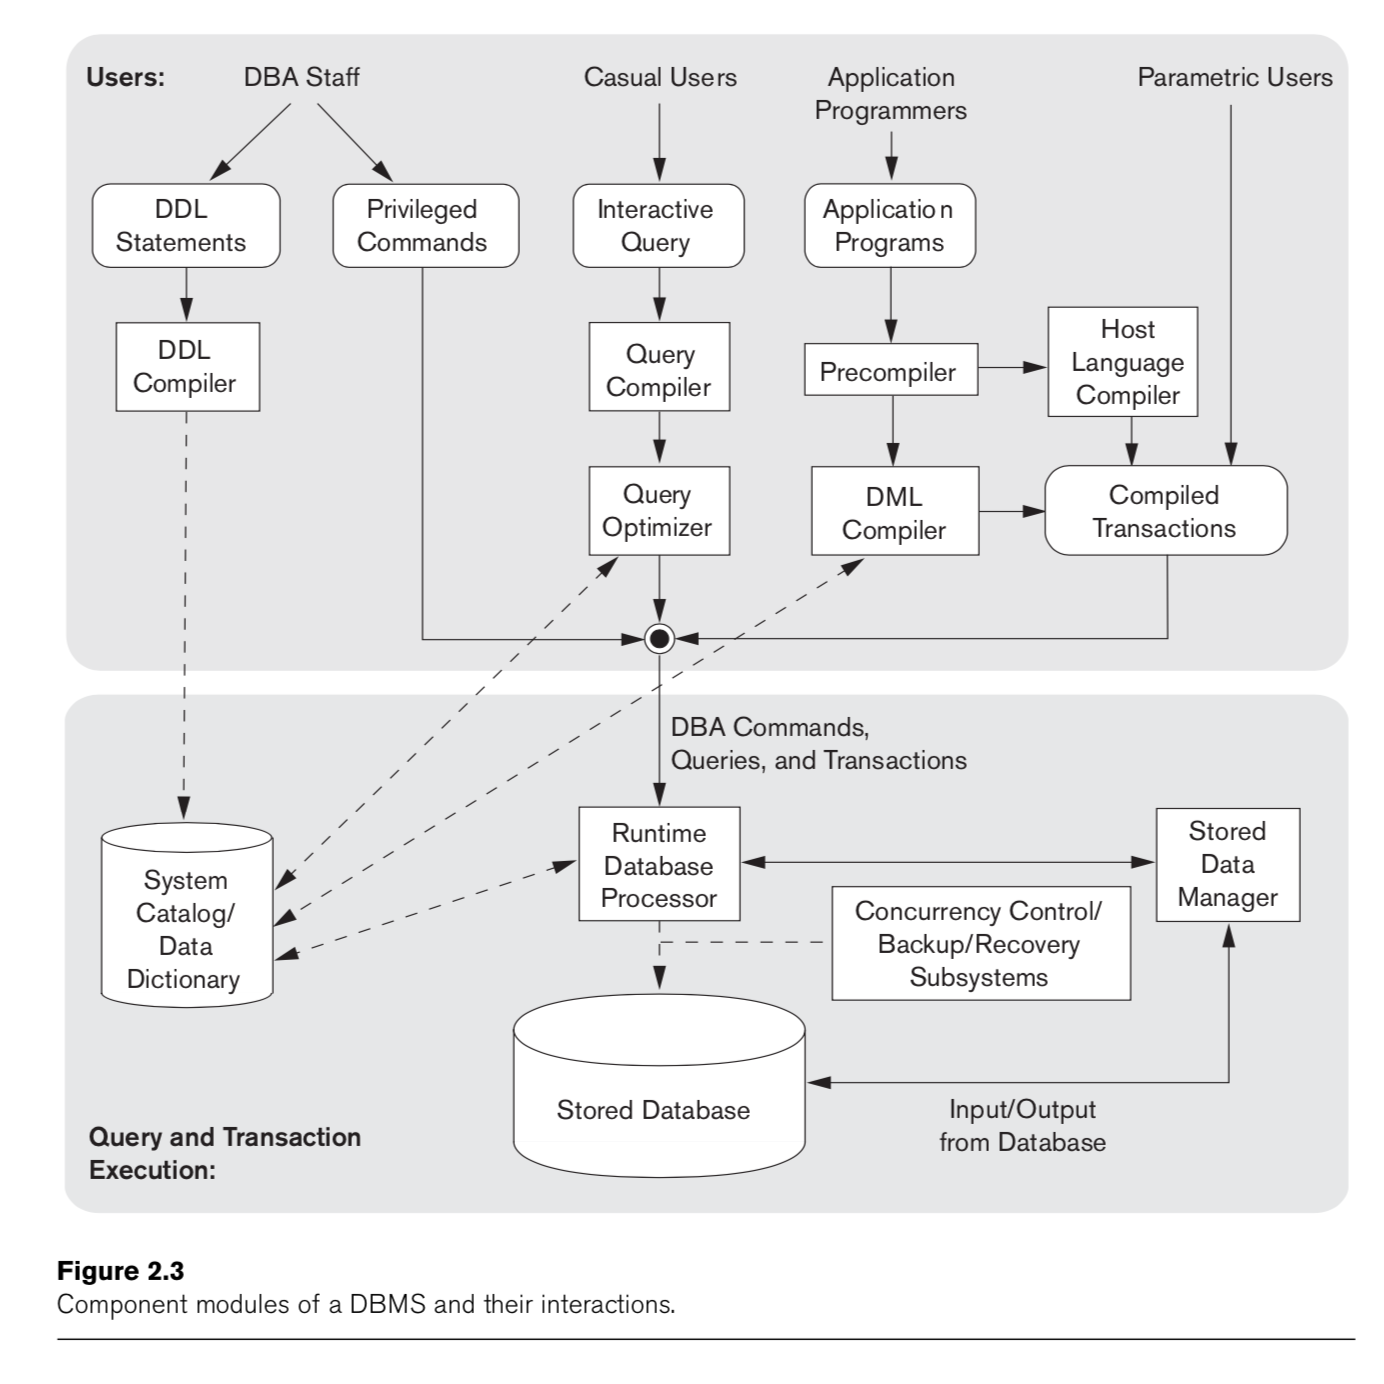 Users:
DBA Staff
Casual Users
Application
Programmers
Parametric Users
DDL
Statements
Privileged
Commands
Interactive
Query
Application
Programs
DDL
Compiler
Query
Compiler
Precompiler
Host
Language
Compiler
Query
Optimizer
DML
Compiler
Compiled
Transactions
DBA Commands,
Queries, and Transactions
System
Catalog/
Data
Dictionary
Runtime
Database
Processor
Stored
Data
Manager
Concurrency Control/
Backup/Recovery
Subsystems
Stored Database
Input/Output
from Database
Query and Transaction
Execution:
Figure 2.3
Component modules of a DBMS and their interactions.